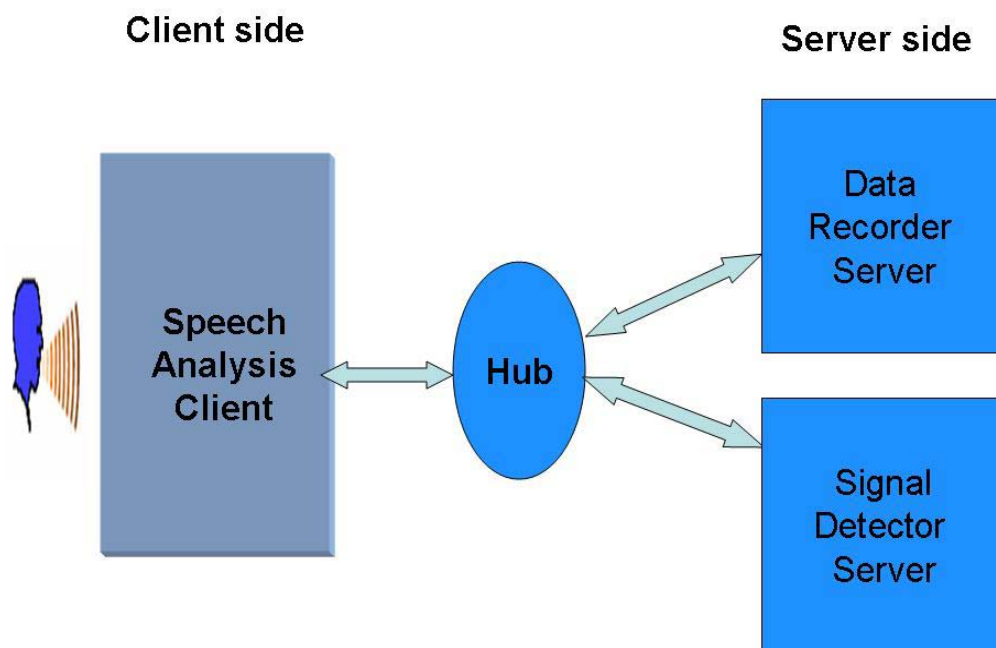 Client side
Server side
Speech
Analysis
Client
Hub
Data
Recorder
Server
Signal
Detector
Server